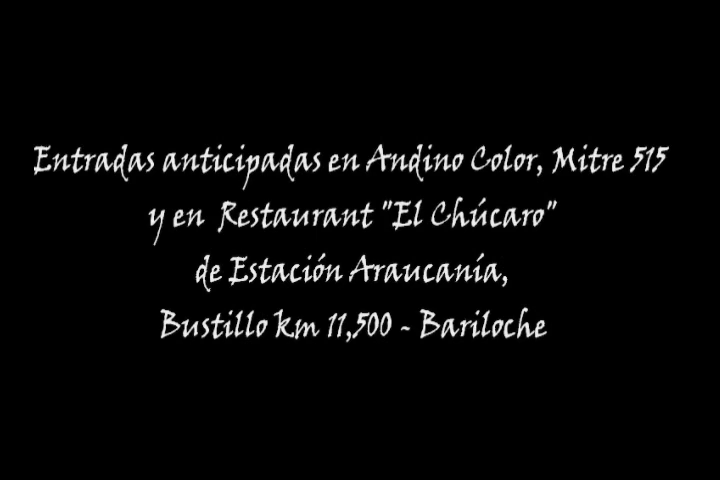 Entradas anticipadas en Andino Color, Mitre 515
y en Restaurant "El Chúcaro"
de Estación Araucanía,
Bustillo km 11,500 - Bariloche